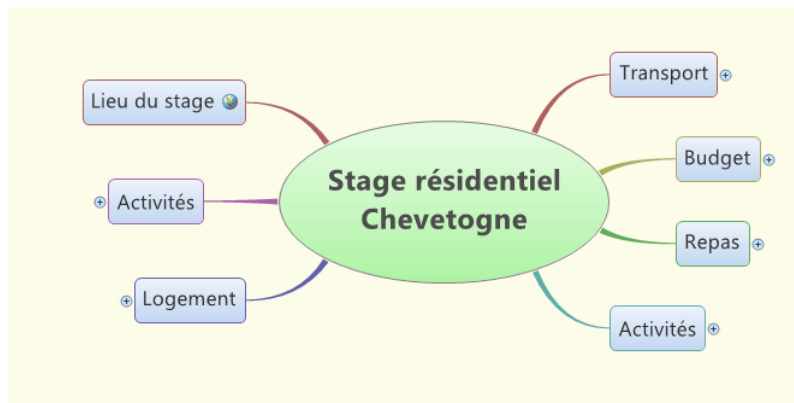 Stage résidentiel
Chevetogne
Transport
Budget
Repas
Activités
Logement
Activités
Lieu du stage